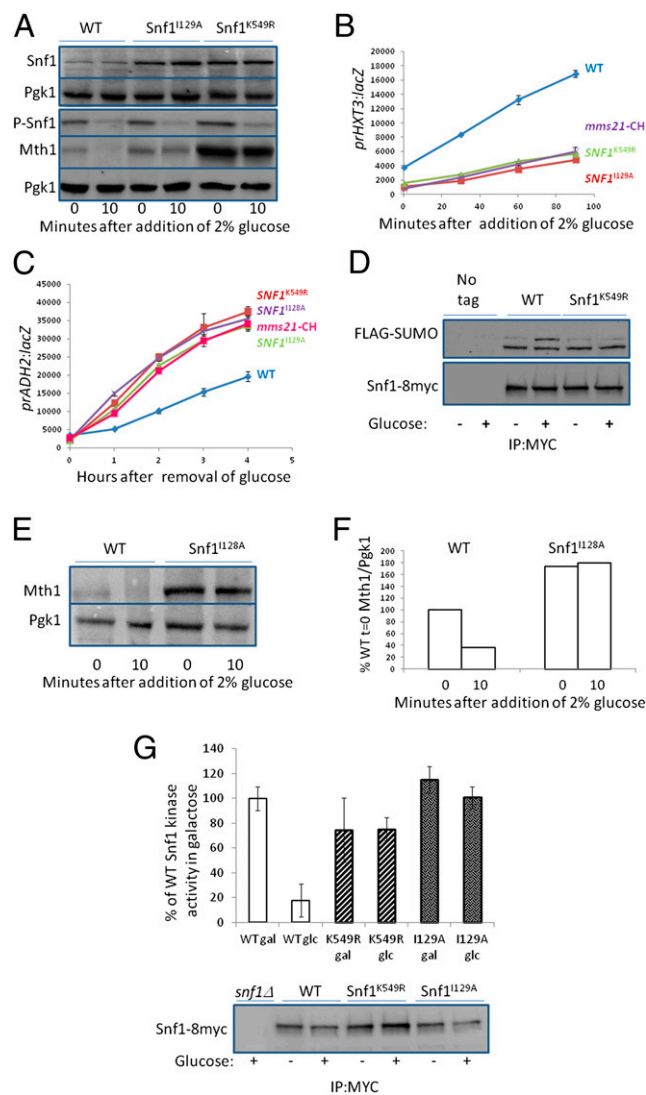 A
WT Snf1I129A Snf1K549R
Snf1
Pgk1
P-Snf1
Mth1
Pgk1
0 10 0 10 0 10
Minutes after addition of 2% glucose
B
prHXT3:lacZ
20000
18000
16000
14000
12000
10000
8000
6000
4000
2000
0
0 20 40 60 80 100
WT
mms21-CH
SNF1K549R
SNF1I129A
Minutes after addition of 2% glucose
C
prADH2:lacZ
45000
40000
35000
30000
25000
20000
15000
10000
5000
0
0 1 2 3 4 5
SNF1K549R
SNF1I128A
mms21-CH
SNF1I129A
WT
Hours after removal of glucose
D
No tag WT Snf1K549R
FLAG-SUMO
Snf1-8myc
Glucose: - + - + - +
IP:MYC
E
WT Snf1I128A
Mth1
Pgk1
0 10 0 10
Minutes after addition of 2% glucose
F
% WT t=0 Mth1/Pgk1
200
180
160
140
120
100
80
60
40
20
0
WT Snf1I128A
0 10 0 10
Minutes after addition of 2% glucose
G
% of WT Snf1 kinase
activity in galactose
140
120
100
80
60
40
20
0
WTgal WTglc K549R gal K549R glc I129A gal I129A glc
snf1Δ WT Snf1K549R Snf1I129A
Snf1-8myc
Glucose: + - + - + - +
IP:MYC